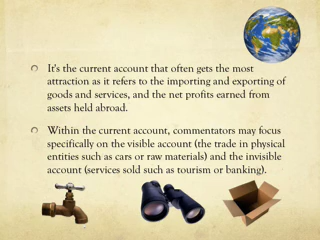 It's the current account that often gets the most
attraction as it refers to the importing and exporting of
goods and services, and the net profits earned from
assets held abroad.
Within the current account, commentators may focus
specifically on the visible account (the trade in physical
entities such as cars or raw materials) and the invisible
account (services sold such as tourism or banking).